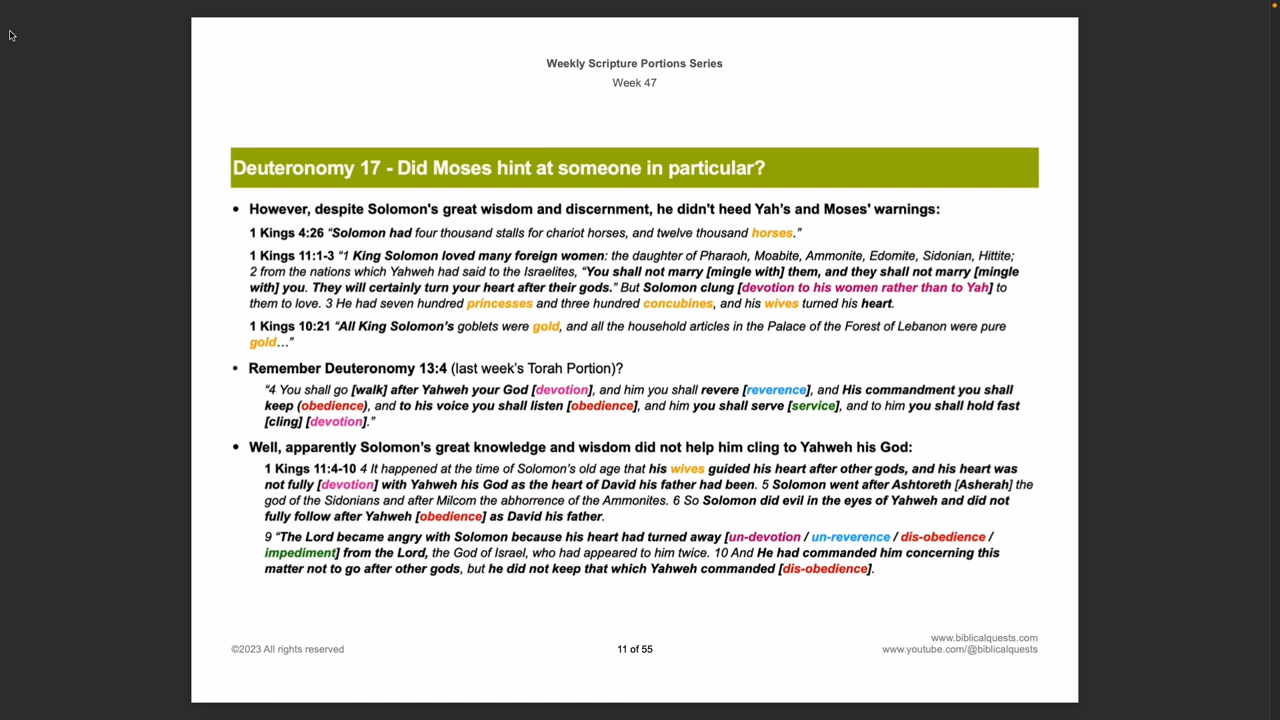 Weekly Scripture Portions Series
Week 47
Deuteronomy 17 - Did Moses hint at someone in particular?
• However, despite Solomon's great wisdom and discernment, he didn't heed Yah’s and Moses' warnings:
1 Kings 4:26 “Solomon had four thousand stalls for chariot horses, and twelve thousand horses.”
1 Kings 11:1-3 “1 King Solomon loved many foreign women: the daughter of Pharaoh, Moabite, Ammonite, Edomite, Sidonian, Hittite;
2 from the nations which Yahweh had said to the Israelites, “You shall not marry [mingle with] them, and they shall not marry [mingle
with] you. They will certainly turn your heart after their gods.” But Solomon clung [devotion to his women rather than to Yah] to
them to love. 3 He had seven hundred princesses and three hundred concubines, and his wives turned his heart.
1 Kings 10:21 “All King Solomon’s goblets were gold, and all the household articles in the Palace of the Forest of Lebanon were pure
gold…”
• Remember Deuteronomy 13:4 (last week’s Torah Portion)?
“4 You shall go [walk] after Yahweh your God [devotion], and him you shall revere [reverence], and His commandment you shall
keep (obedience), and to his voice you shall listen [obedience], and him you shall serve [service], and to him you shall hold fast
[cling] [devotion].”
• Well, apparently Solomon’s great knowledge and wisdom did not help him cling to Yahweh his God:
1 Kings 11:4-10 4 It happened at the time of Solomon’s old age that his wives guided his heart after other gods, and his heart was
not fully [devotion] with Yahweh his God as the heart of David his father had been. 5 Solomon went after Ashtoreth [Asherah] the
god of the Sidonians and after Milcom the abhorrence of the Ammonites. 6 So Solomon did evil in the eyes of Yahweh and did not
fully follow after Yahweh [obedience] as David his father.
9 “The Lord became angry with Solomon because his heart had turned away [un-devotion / un-reverence / dis-obedience /
impediment] from the Lord, the God of Israel, who had appeared to him twice. 10 And He had commanded him concerning this
matter not to go after other gods, but he did not keep that which Yahweh commanded [dis-obedience].
www.biblicalquests.com
©2023 All rights reserved 11 of 55 www.youtube.com/@biblicalquests